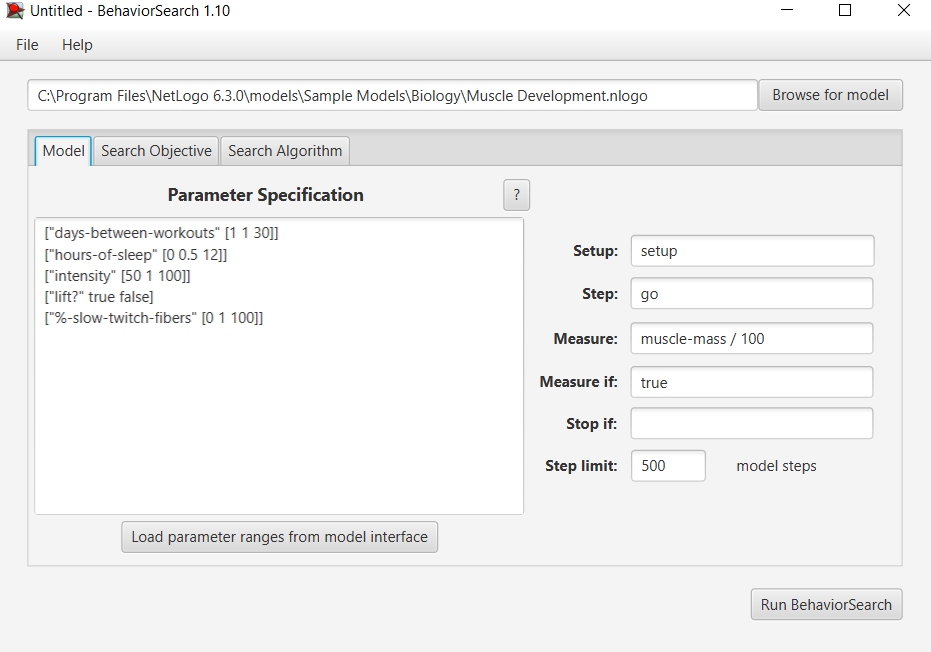 Untitled - BehaviorSearch 1.10
File Help
C:\Program Files\NetLogo 6.3.0\models\Sample Models\Biology\Muscle Development.nlogo Browse for model
Model Search Objective Search Algorithm
Parameter Specification ?
["days-between-workouts" [1 1 30]]
["hours-of-sleep" [0 0.5 12]]
["intensity" [50 1 100]]
["lift?" true false]
["%-slow-twitch-fibers" [0 1 100]]
Load parameter ranges from model interface
Setup: setup
Step: go
Measure: muscle-mass / 100
Measure if: true
Stop if:
Step limit: 500 model steps
Run BehaviorSearch